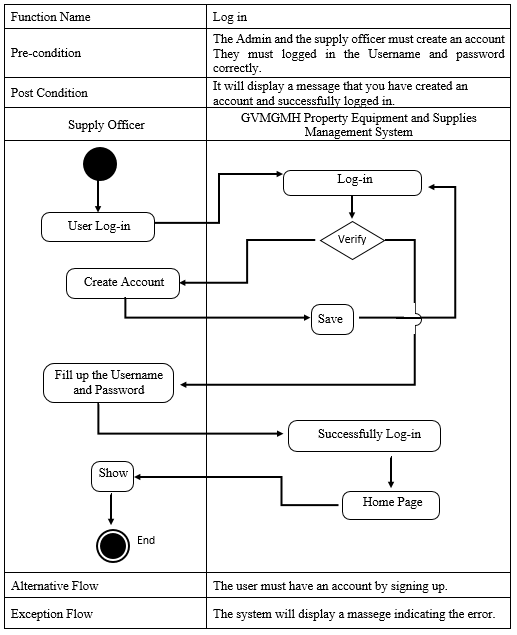 Function Name
Log in
Pre-condition
The Admin and the supply officer must create an account
They must logged in the Username and password
correctly.
Post Condition
It will display a message that you have created an
account and successfully logged in.
Supply Officer
GVMGMH Property Equipment and Supplies
Management System
Log-in
User Log-in
Verify
Create Account
Save
Fill up the Username
and Password
Successfully Log-in
Show
Home Page
End
Alternative Flow
The user must have an account by signing up.
Exception Flow
The system will display a massege indicating the error.